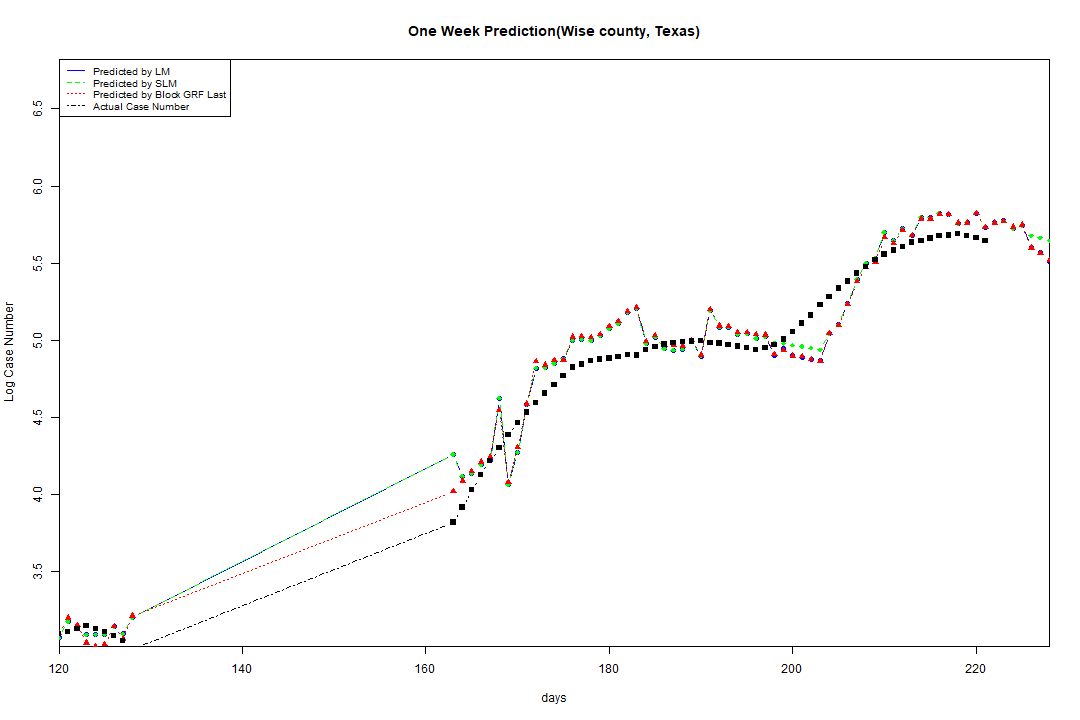 One Week Prediction(Wise county, Texas)
Predicted by LM
Predicted by SLM
Predicted by Block GRF Last
Actual Case Number
6.5
6.0
5.5
5.0
4.5
4.0
3.5
Log Case Number
120 140 160 180 200 220
days